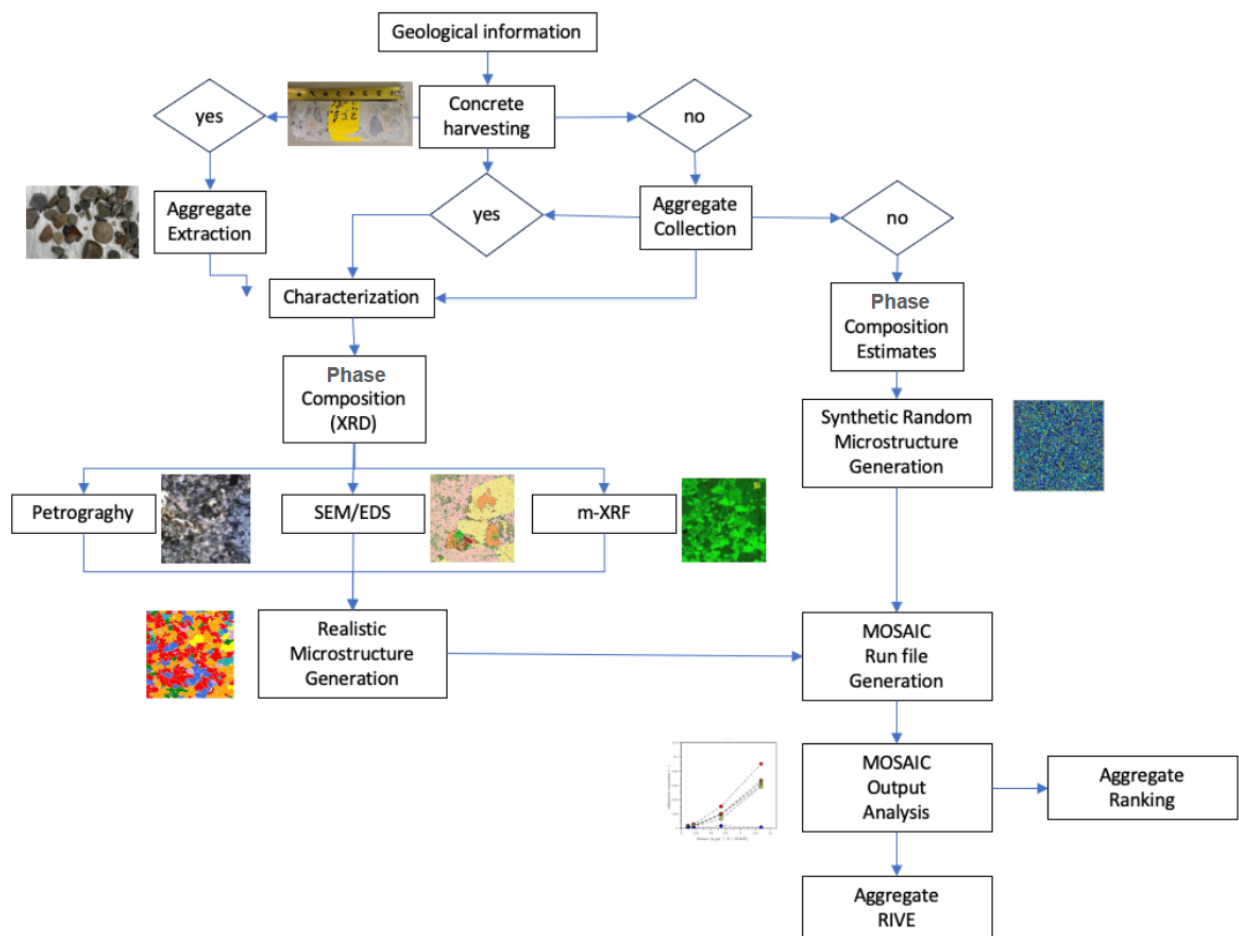 Geological information
yes
Concrete
harvesting
no
Aggregate
Extraction
yes
Aggregate
Collection
no
Characterization
Phase
Composition
Estimates
Phase
Composition
(XRD)
Synthetic Random
Microstructure
Generation
Petrograghy
SEM/EDS
m-XRF
Realistic
Microstructure
Generation
MOSAIC
Run file
Generation
MOSAIC
Output
Analysis
Aggregate
Ranking
Aggregate
RIVE